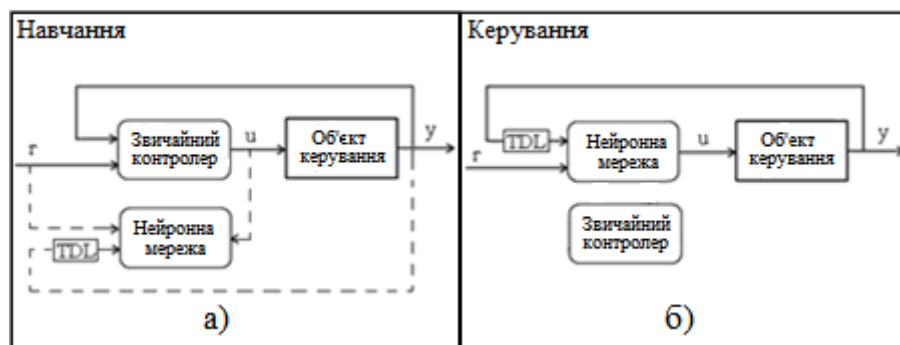 Навчання
r
Звичайний
контролер
u
Об'єкт
керування
y
TDL
Нейронна
мережа
а)
Керування
r
TDL
Нейронна
мережа
u
Об'єкт
керування
y
Звичайний
контролер
б)